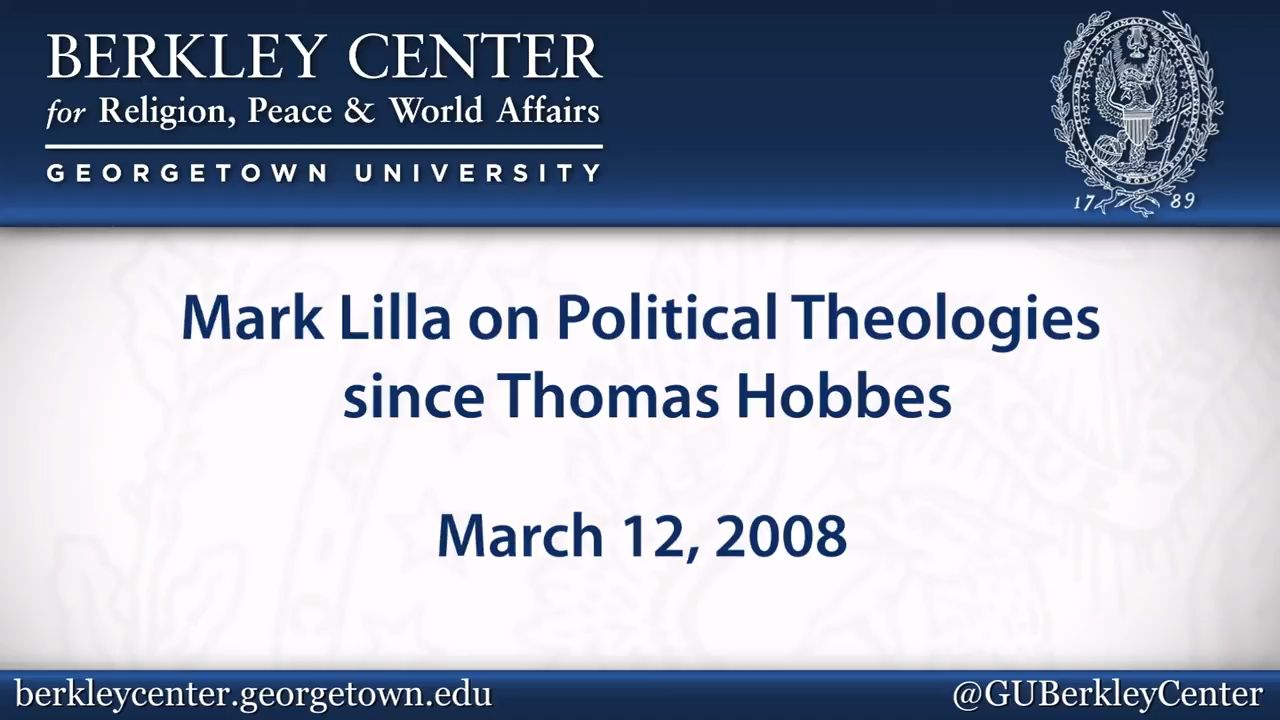 BERKLEY CENTER
for Religion, Peace & World Affairs
GEORGETOWN UNIVERSITY
17 89
Mark Lilla on Political Theologies
since Thomas Hobbes
March 12, 2008
berkleycenter.georgetown.edu
@GUBerkleyCenter